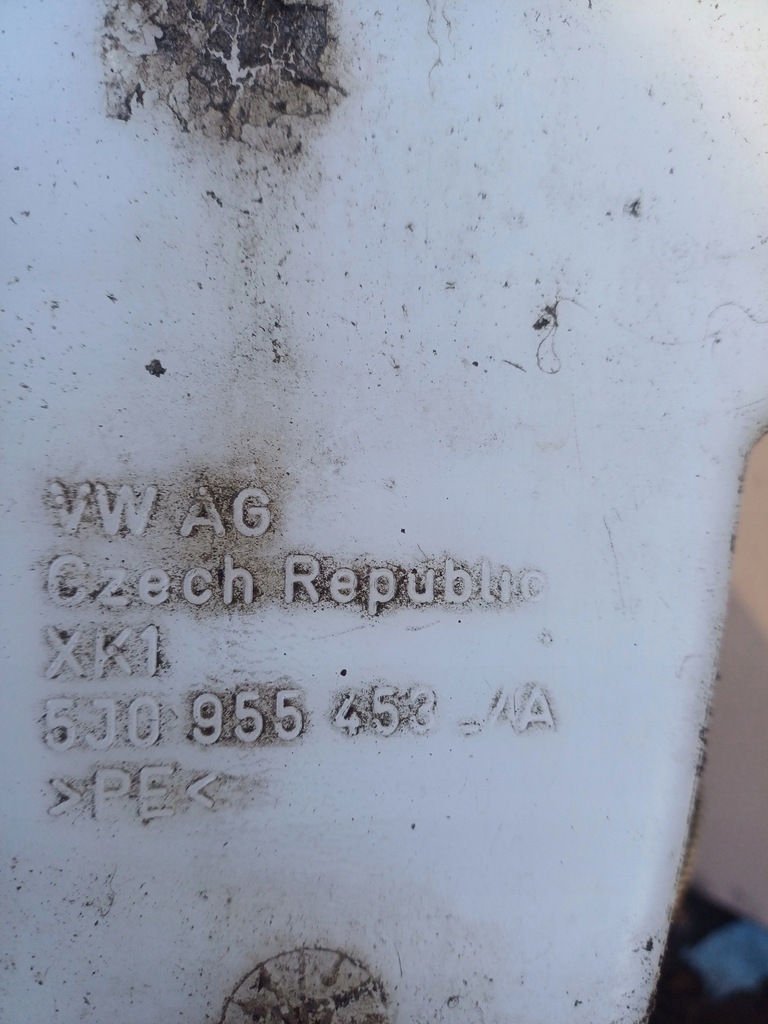 VW AG
Czech Republic
XK1
5J0 955 453 ./A
>PE<